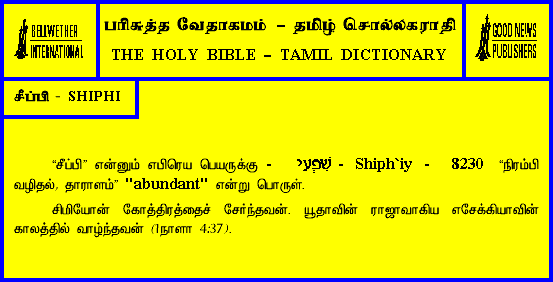 BELLWETHER
INTERNATIONAL
பரிசுத்த வேதாகமம் – தமிழ் சொல்லகராதி
THE HOLY BIBLE – TAMIL DICTIONARY
GOOD NEWS
PUBLISHERS
சீப்பி - SHIPHI
“சீப்பி” என்னும் எபிரெய பெயருக்கு - שִׁפְעִי - Shiph`iy - 8230 “நிரம்பி
வழிதல், தாராளம்” "abundant" என்று பொருள்.
சிமியோன் கோத்திரத்தைச் சேர்ந்தவன். யூதாவின் ராஜாவாகிய எசேக்கியாவின்
காலத்தில் வாழ்ந்தவன் (1நாளா 4:37).